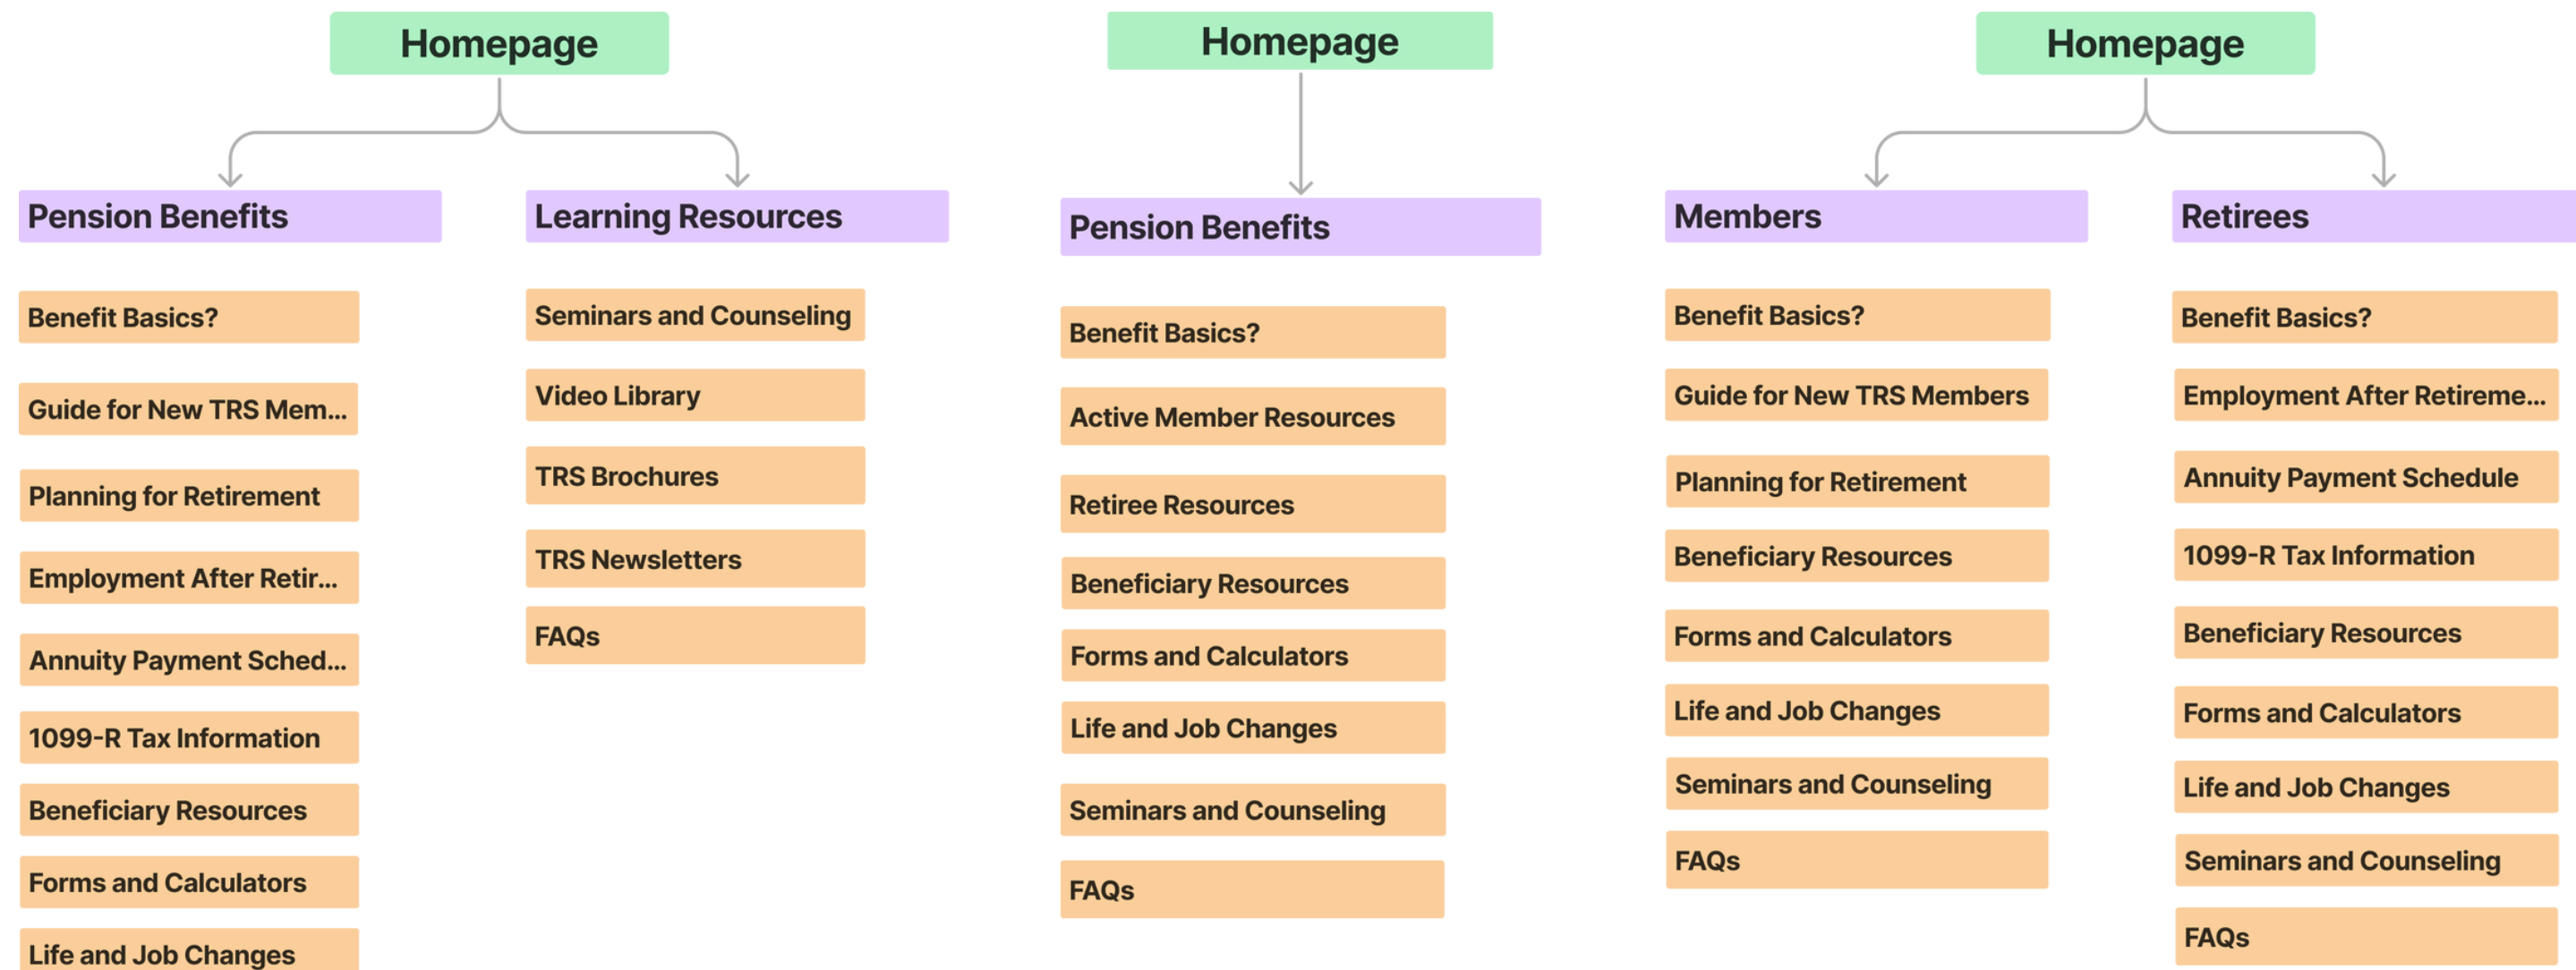 Homepage
Pension Benefits
Benefit Basics?
Guide for New TRS Mem...
Planning for Retirement
Employment After Retir...
Annuity Payment Sched...
1099-R Tax Information
Beneficiary Resources
Forms and Calculators
Life and Job Changes
Learning Resources
Seminars and Counseling
Video Library
TRS Brochures
TRS Newsletters
FAQs
Homepage
Pension Benefits
Benefit Basics?
Active Member Resources
Retiree Resources
Beneficiary Resources
Forms and Calculators
Life and Job Changes
Seminars and Counseling
FAQs
Homepage
Members
Benefit Basics?
Guide for New TRS Members
Planning for Retirement
Beneficiary Resources
Forms and Calculators
Life and Job Changes
Seminars and Counseling
FAQs
Retirees
Benefit Basics?
Employment After Retireme...
Annuity Payment Schedule
1099-R Tax Information
Beneficiary Resources
Forms and Calculators
Life and Job Changes
Seminars and Counseling
FAQs